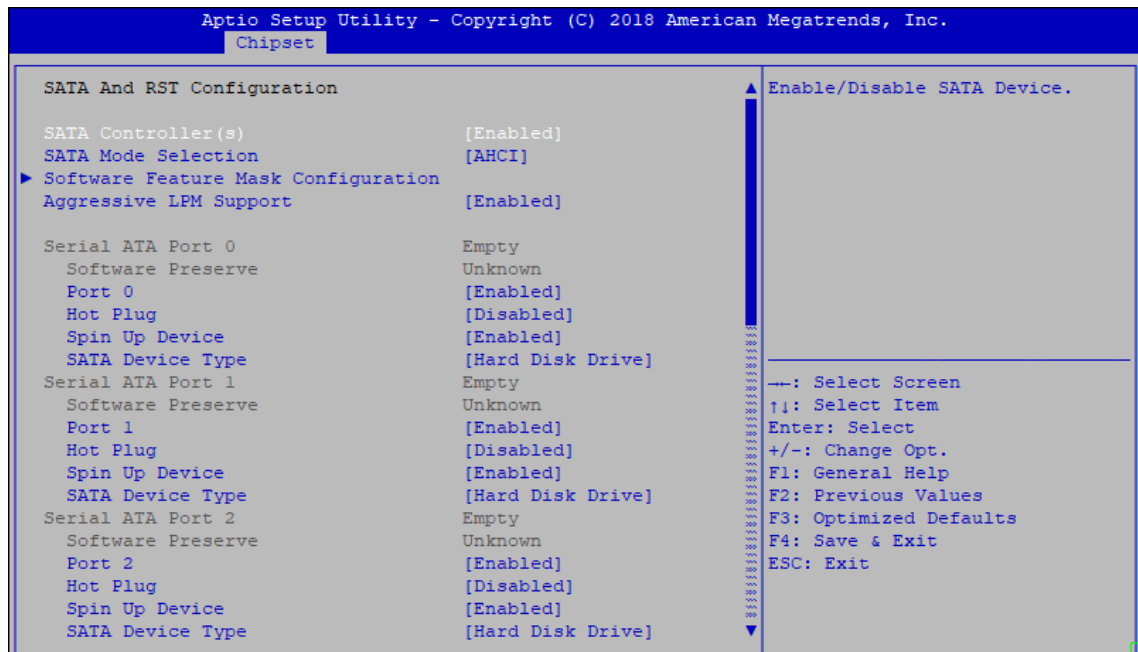 Aptio Setup Utility - Copyright (C) 2018 American Megatrends, Inc.
Chipset
SATA And RST Configuration
SATA Controller(s) [Enabled]
SATA Mode Selection [AHCI]
► Software Feature Mask Configuration
Aggressive LPM Support [Enabled]
Serial ATA Port 0 Empty
Software Preserve Unknown
Port 0 [Enabled]
Hot Plug [Disabled]
Spin Up Device [Enabled]
SATA Device Type [Hard Disk Drive]
Serial ATA Port 1 Empty
Software Preserve Unknown
Port 1 [Enabled]
Hot Plug [Disabled]
Spin Up Device [Enabled]
SATA Device Type [Hard Disk Drive]
Serial ATA Port 2 Empty
Software Preserve Unknown
Port 2 [Enabled]
Hot Plug [Disabled]
Spin Up Device [Enabled]
SATA Device Type [Hard Disk Drive]
Enable/Disable SATA Device.
→←: Select Screen
↑↓: Select Item
Enter: Select
+/-: Change Opt.
F1: General Help
F2: Previous Values
F3: Optimized Defaults
F4: Save & Exit
ESC: Exit